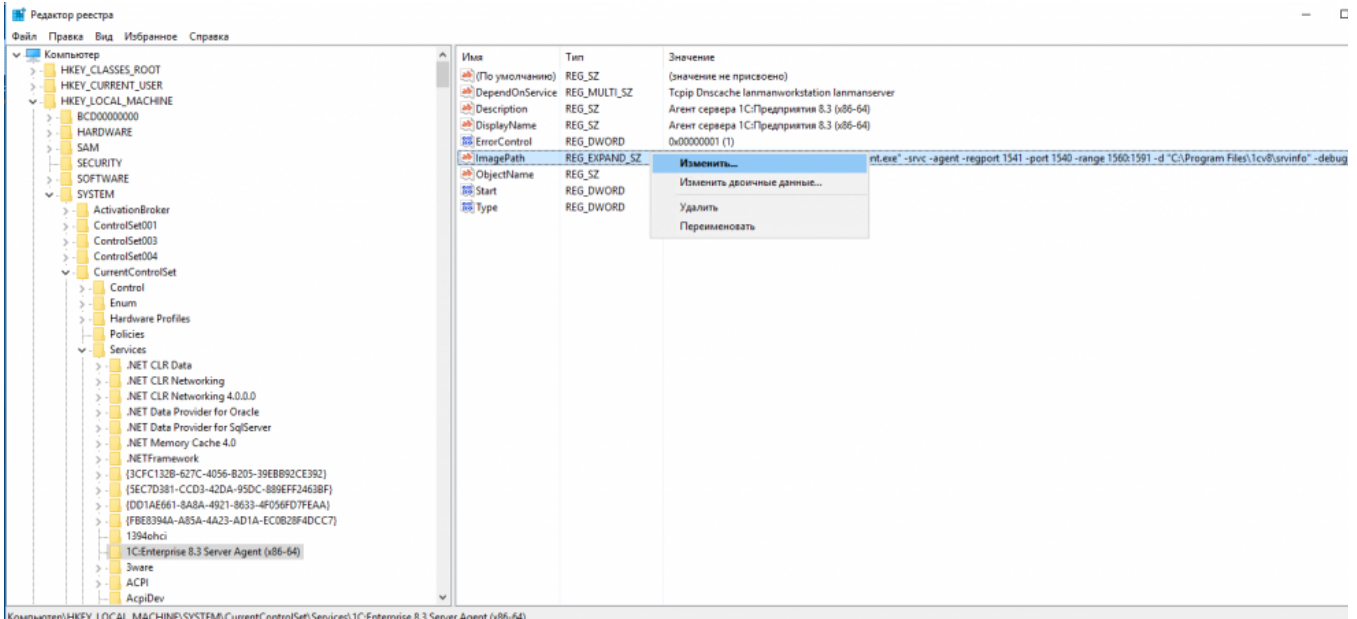 Редактор реестра
Файл Правка Вид Избранное Справка
Компьютер
HKEY_CLASSES_ROOT
HKEY_CURRENT_USER
HKEY_LOCAL_MACHINE
BCD00000000
HARDWARE
SAM
SECURITY
SOFTWARE
SYSTEM
ActivationBroker
ControlSet001
ControlSet003
ControlSet004
CurrentControlSet
Control
Enum
Hardware Profiles
Policies
Services
.NET CLR Data
.NET CLR Networking
.NET CLR Networking 4.0.0.0
.NET Data Provider for Oracle
.NET Data Provider for SqlServer
.NET Memory Cache 4.0
.NETFramework
{3CFC132B-627C-4056-B205-39EBB92CE392}
{5EC7D381-CCD3-42DA-95DC-889EFF2463BF}
{DD1AE661-8A8A-4921-8633-4F056FD7FEAA}
{FBE8394A-A85A-4A23-AD1A-EC0B28F4DCC7}
1394ohci
1C:Enterprise 8.3 Server Agent (x86-64)
3ware
ACPI
AcpiDev
Имя Тип Значение
(По умолчанию) REG_SZ (значение не присвоено)
DependOnService REG_MULTI_SZ Tcpip Dnscache lanmanworkstation lanmanserver
Description REG_SZ Агент сервера 1С:Предприятия 8.3 (x86-64)
DisplayName REG_SZ Агент сервера 1С:Предприятия 8.3 (x86-64)
ErrorControl REG_DWORD 0x00000001 (1)
ImagePath REG_EXPAND_SZ nt.exe" -srvc -agent -regport 1541 -port 1540 -range 1560:1591 -d "C:\Program Files\1cv8\srvinfo" -debug
ObjectName REG_SZ
Start REG_DWORD
Type REG_DWORD
Изменить...
Изменить двоичные данные...
Удалить
Переименовать
Компьютер\HKEY_LOCAL_MACHINE\SYSTEM\CurrentControlSet\Services\1C:Enterprise 8.3 Server Agent (x86-64)